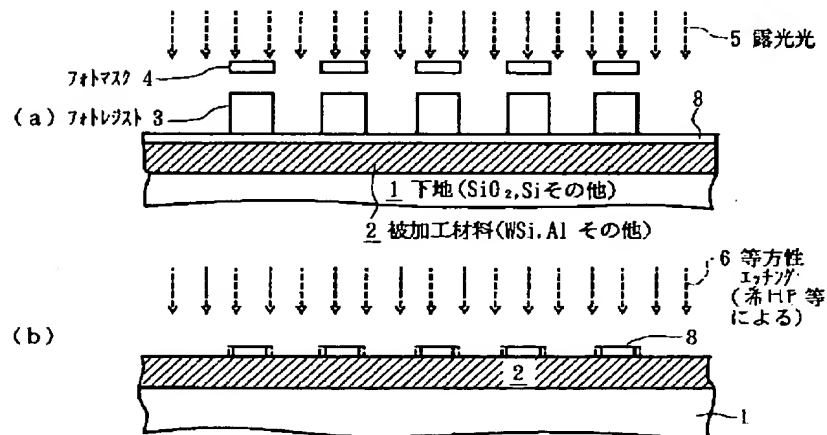 5 露光光
フォトマスク 4
(a) フォトレジスト 3
8
1 下地(SiO₂,Siその他)
2 被加工材料(WSi.Al その他)
6 等方性
エッチング
(希HF等
による)
(b)
8
2
1